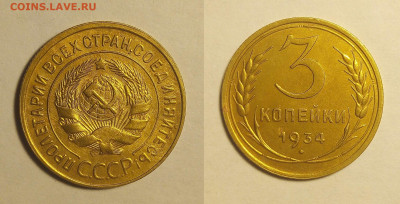 COINS.LAVE.RU
ПРОЛЕТАРИИ ВСЕХ СТРАН, СОЕДИНЯЙТЕСЬ!
СССР
3
КОПЕЙКИ
1934